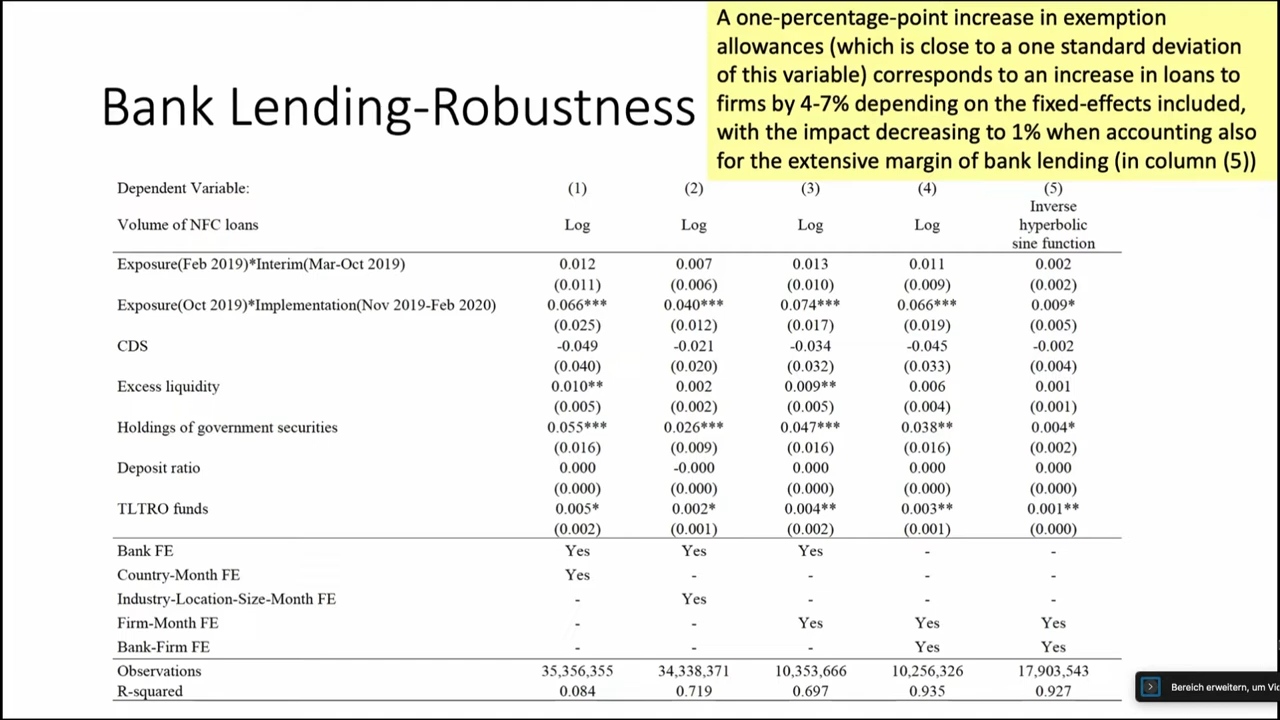 A one-percentage-point increase in exemption
allowances (which is close to a one standard deviation
of this variable) corresponds to an increase in loans to
firms by 4-7% depending on the fixed-effects included,
with the impact decreasing to 1% when accounting also
for the extensive margin of bank lending (in column (5))
Bank Lending-Robustness
Dependent Variable: (1) (2) (3) (4) (5)
Volume of NFC loans Log Log Log Log Inverse
hyperbolic
sine function
Exposure(Feb 2019)*Interim(Mar-Oct 2019) 0.012 0.007 0.013 0.011 0.002
(0.011) (0.006) (0.010) (0.009) (0.002)
Exposure(Oct 2019)*Implementation(Nov 2019-Feb 2020) 0.066*** 0.040*** 0.074*** 0.066*** 0.009*
(0.025) (0.012) (0.017) (0.019) (0.005)
CDS -0.049 -0.021 -0.034 -0.045 -0.002
(0.040) (0.020) (0.032) (0.033) (0.004)
Excess liquidity 0.010** 0.002 0.009** 0.006 0.001
(0.005) (0.002) (0.005) (0.004) (0.001)
Holdings of government securities 0.055*** 0.026*** 0.047*** 0.038** 0.004*
(0.016) (0.009) (0.016) (0.016) (0.002)
Deposit ratio 0.000 -0.000 0.000 0.000 0.000
(0.000) (0.000) (0.000) (0.000) (0.000)
TLTRO funds 0.005* 0.002* 0.004** 0.003** 0.001**
(0.002) (0.001) (0.002) (0.001) (0.000)
Bank FE Yes Yes Yes - -
Country-Month FE Yes - - - -
Industry-Location-Size-Month FE - Yes - - -
Firm-Month FE - - Yes Yes Yes
Bank-Firm FE - - - Yes Yes
Observations 35,356,355 34,338,371 10,353,666 10,256,326 17,903,543
R-squared 0.084 0.719 0.697 0.935 0.927
Bereich erweitern, um